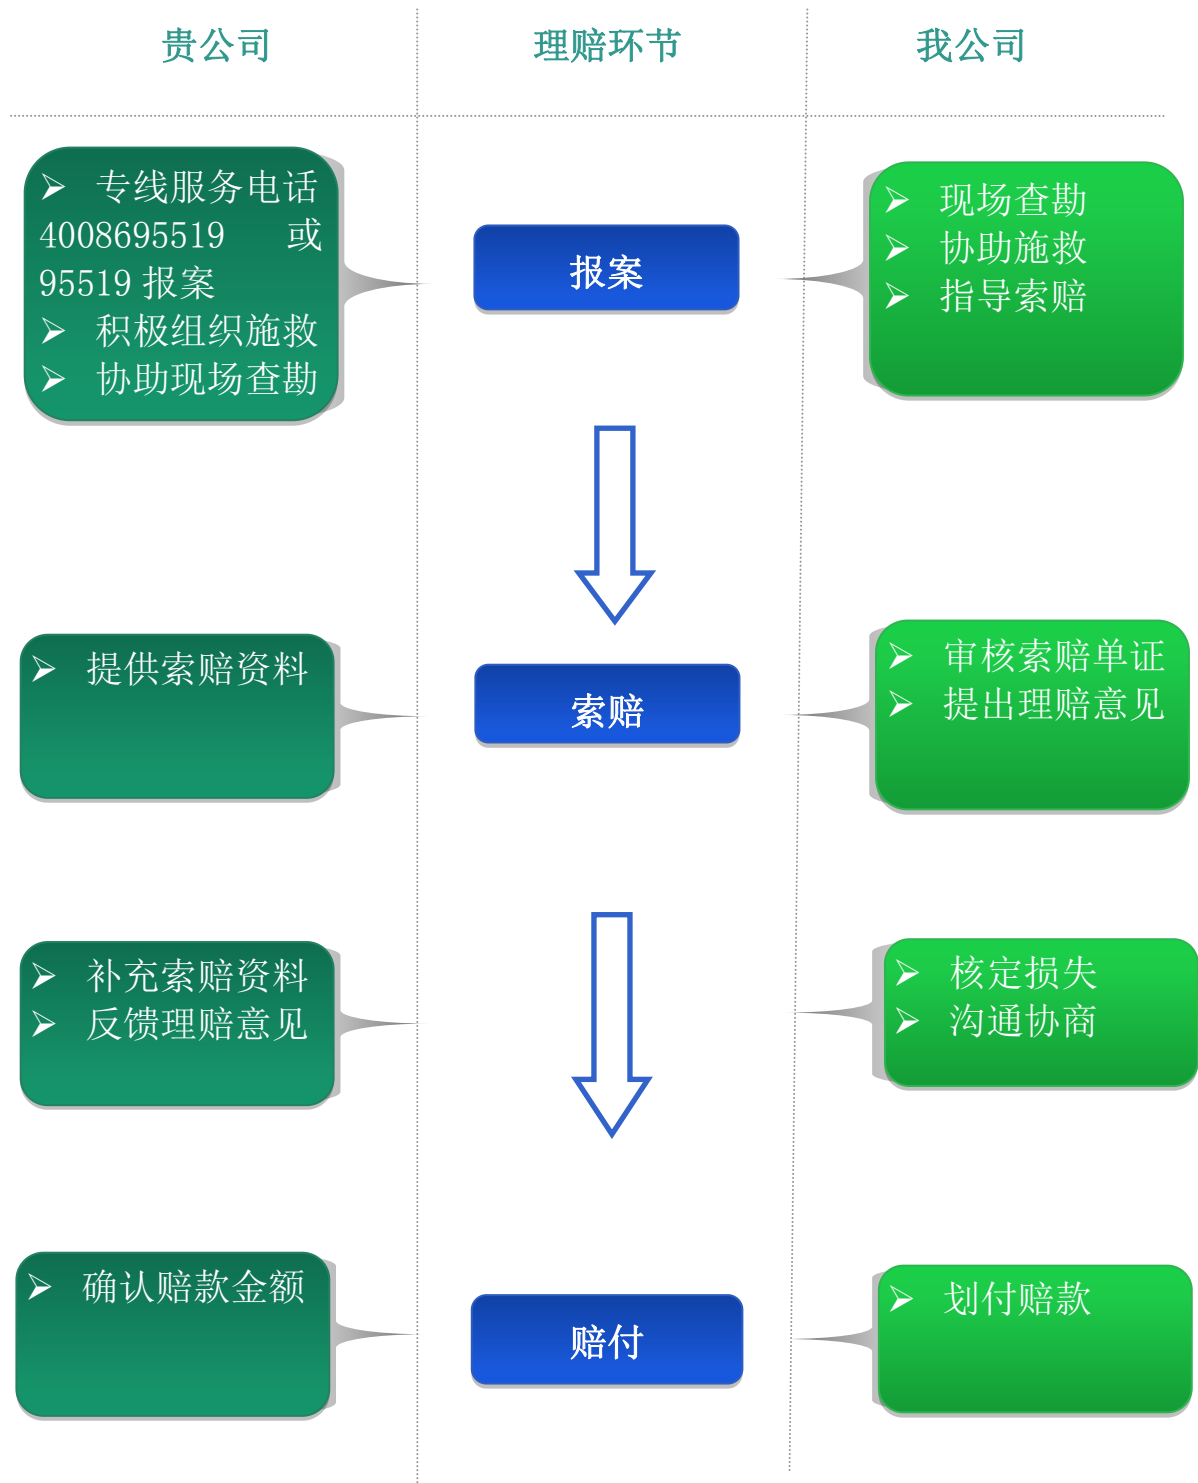 贵公司
理赔环节
我公司
➢ 专线服务电话
4008695519 或
95519 报案
➢ 积极组织施救
➢ 协助现场查勘
报案
➢ 现场查勘
➢ 协助施救
➢ 指导索赔
➢ 提供索赔资料
索赔
➢ 审核索赔单证
➢ 提出理赔意见
➢ 补充索赔资料
➢ 反馈理赔意见
➢ 核定损失
➢ 沟通协商
➢ 确认赔款金额
赔付
➢ 划付赔款